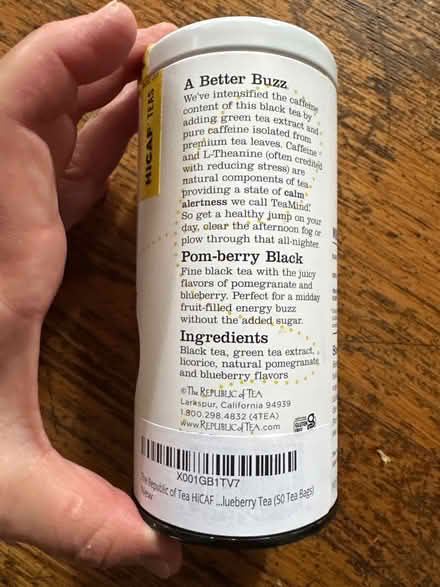 HiCAF TEAS
A Better Buzz
We've intensified the caffeine
content of this black tea by
adding green tea extract and
pure caffeine isolated from
premium tea leaves. Caffeine
and L-Theanine (often credited
with reducing stress) are
natural components of tea
providing a state of calm
alertness we call TeaMind.
So get a healthy jump on your
day, clear the afternoon fog or
plow through that all-nighter.
Pom-berry Black
Fine black tea with the juicy
flavors of pomegranate and
blueberry. Perfect for a midday
fruit-filled energy buzz
without the added sugar.
Ingredients
Black tea, green tea extract,
licorice, natural pomegranate
and blueberry flavors
©The REPUBLIC of TEA
Larkspur, California 94939
1.800.298.4832 (4TEA)
www.REPUBLICofTEA.com
X001GB1TV7
The Republic of Tea HiCAF ...lueberry Tea (50 Tea Bags)
New